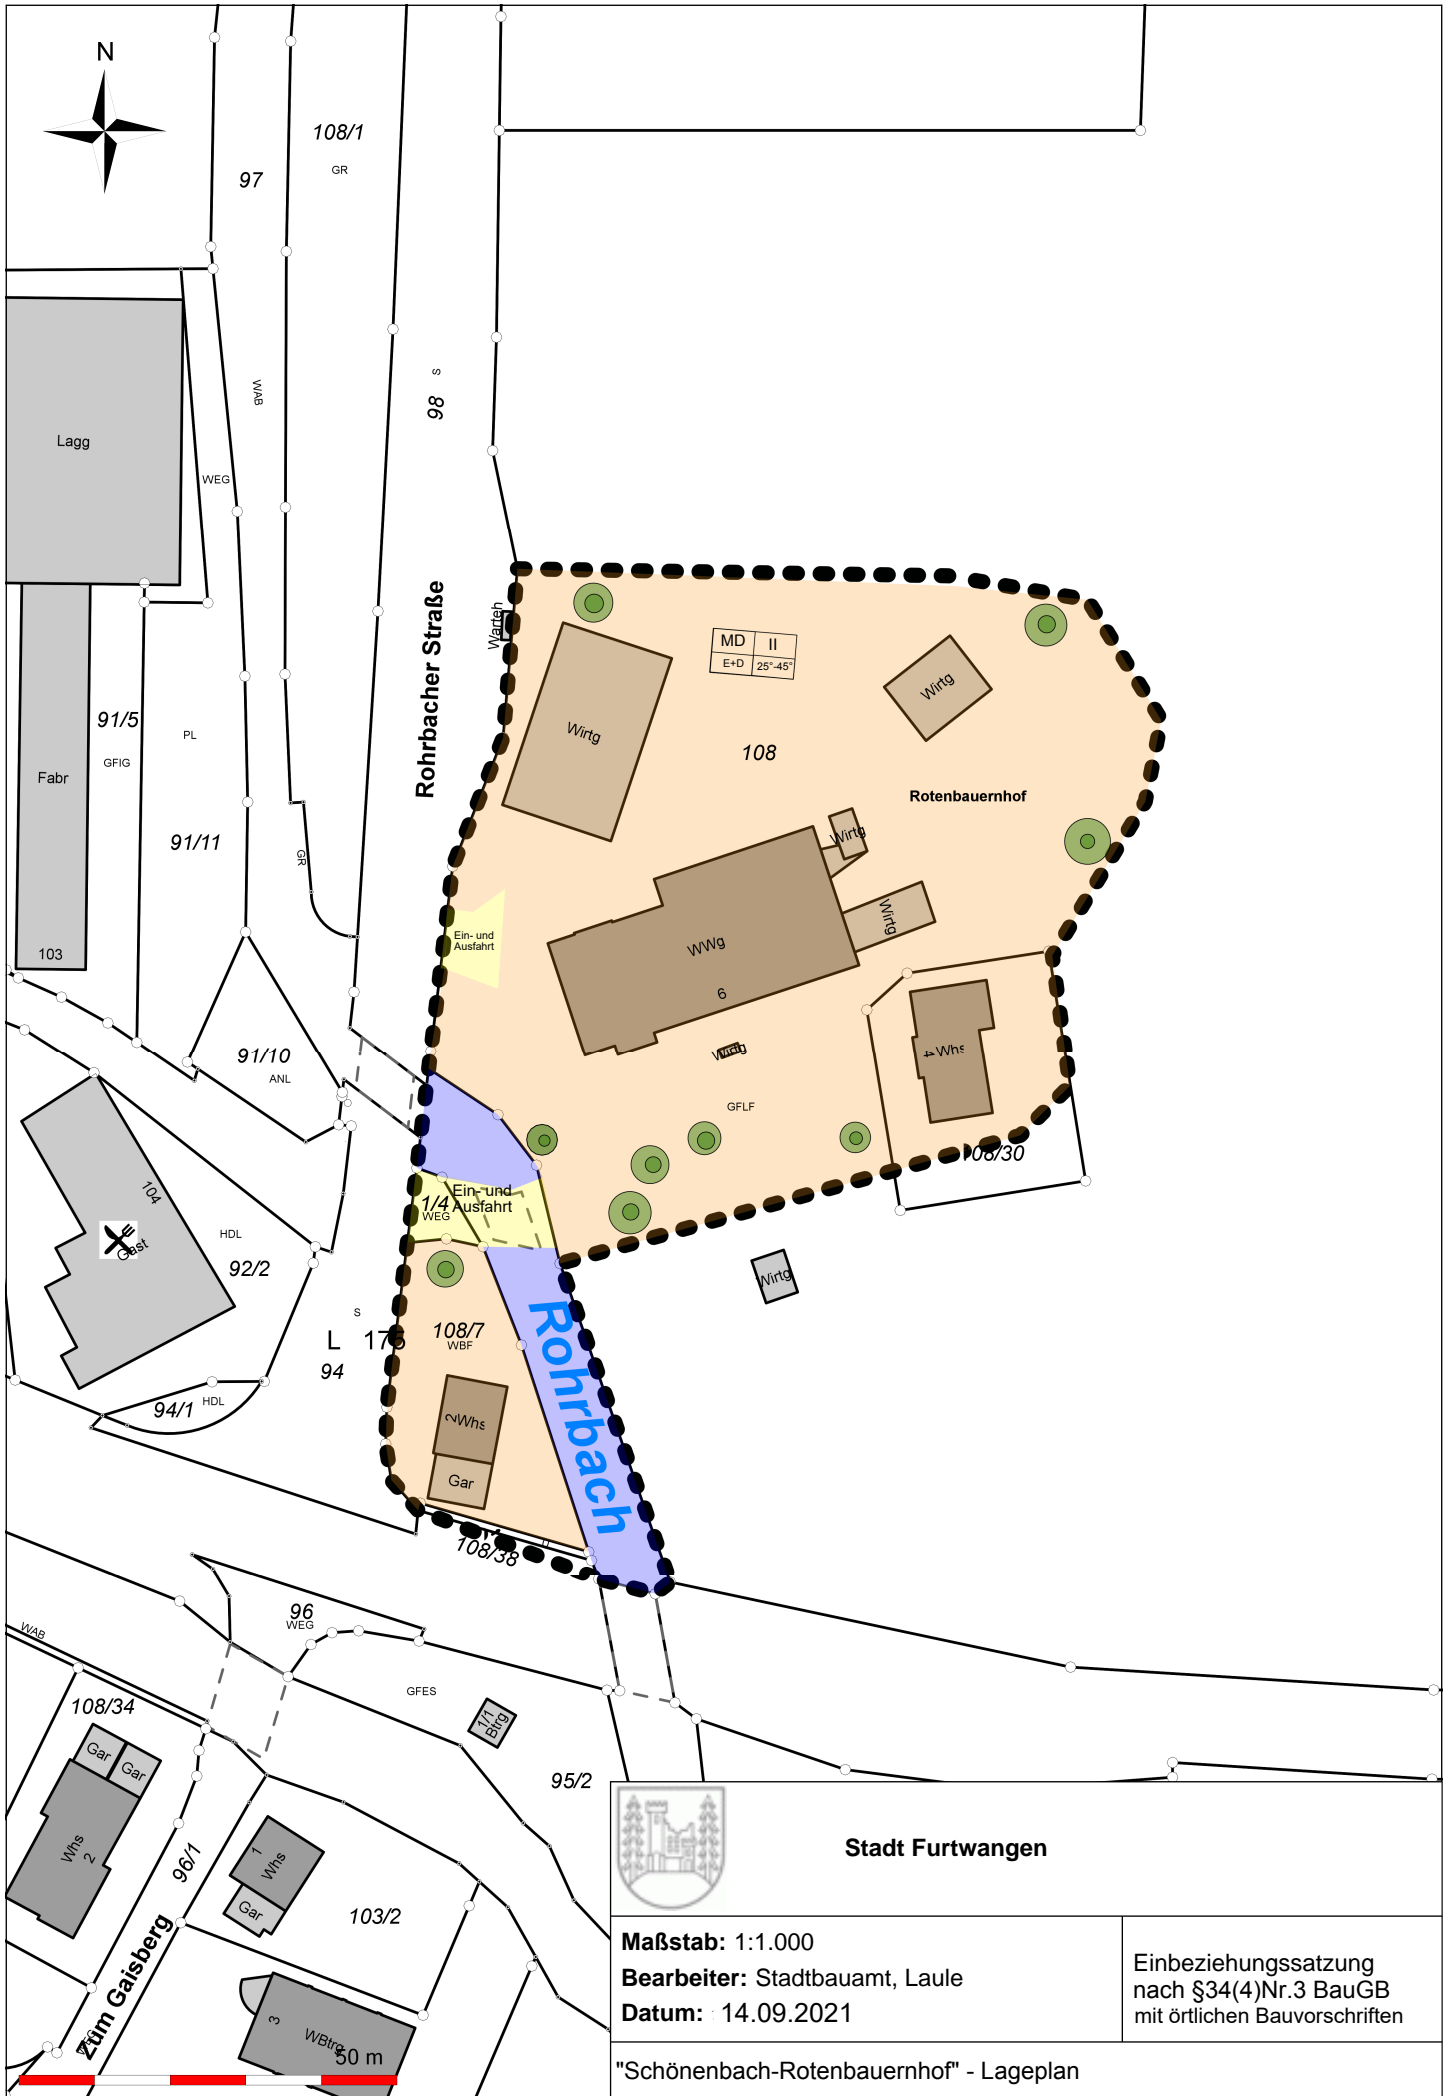 N
108/1
GR
97
S
98
WAB
Lagg
WEG
Rohrbacher Straße
Warteh
MD II
E+D 25°-45°
Wirtg
Wirtg
108
Rotenbauernhof
91/5
GFIG
PL
Fabr
91/11
GR
103
Wirtg
Wirtg
WWg
6
Ein- und
Ausfahrt
Wirtg
91/10
ANL
Whs
4
GFLF
108/30
104
Gast
HDL
92/2
1/4
WEG
Ein- und
Ausfahrt
Wirtg
S
L 175
94
108/7
WBF
Rohrbach
94/1
HDL
2
Whs
Gar
108/38
96
WEG
WAB
GFES
108/34
Gar
Gar
1/1
Btrg
95/2
Whs
2
96/1
1
Whs
Gar
103/2
Zum Gaisberg
3
WBtrg
50 m
Stadt Furtwangen
Maßstab: 1:1.000
Bearbeiter: Stadtbauamt, Laule
Datum: 14.09.2021
Einbeziehungssatzung
nach §34(4)Nr.3 BauGB
mit örtlichen Bauvorschriften
"Schönenbach-Rotenbauernhof" - Lageplan